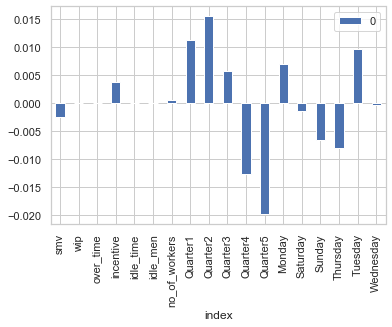 0
0.015
0.010
0.005
0.000
−0.005
−0.010
−0.015
−0.020
smv
wip
over_time
incentive
idle_time
idle_men
no_of_workers
Quarter1
Quarter2
Quarter3
Quarter4
Quarter5
Monday
Saturday
Sunday
Thursday
Tuesday
Wednesday
index